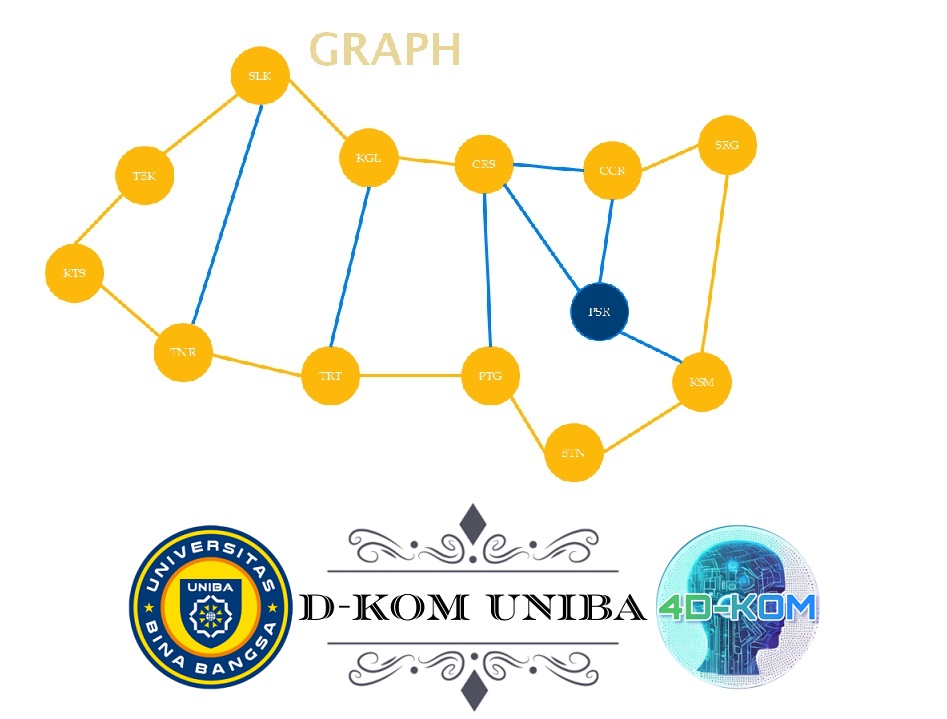 GRAPH
SLK
KGL
CRS
CCR
SRG
TBK
KTS
PSR
TNR
TRT
PTG
KSM
BTN
UNIVERSITAS
UNIBA
BINA BANGSA
D-KOM UNIBA
4D-KOM